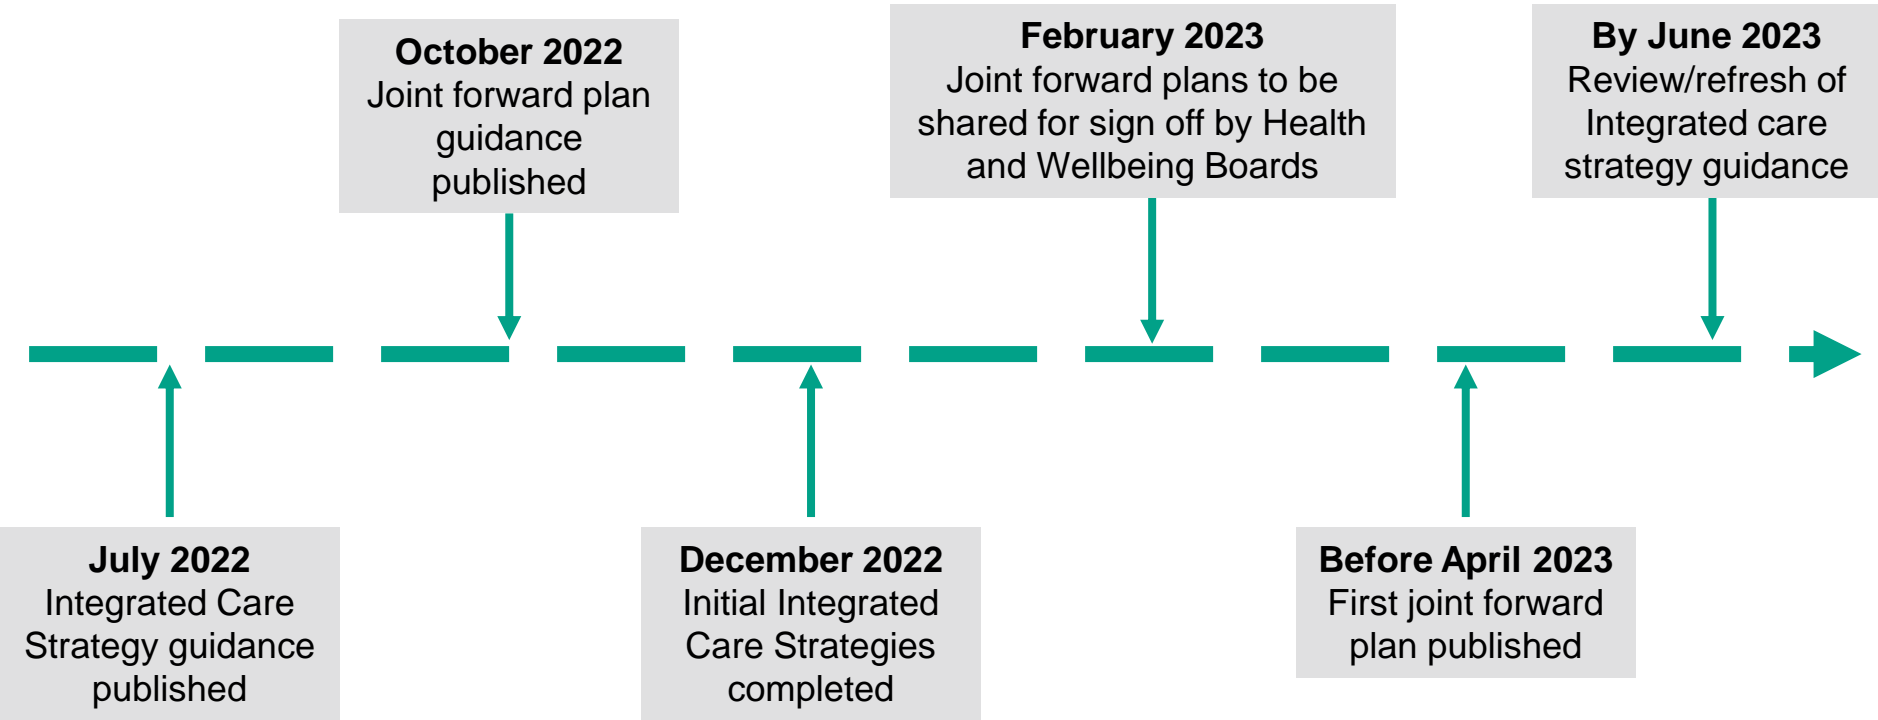 October 2022
Joint forward plan
guidance
published
February 2023
Joint forward plans to be
shared for sign off by Health
and Wellbeing Boards
By June 2023
Review/refresh of
Integrated care
strategy guidance
July 2022
Integrated Care
Strategy guidance
published
December 2022
Initial Integrated
Care Strategies
completed
Before April 2023
First joint forward
plan published